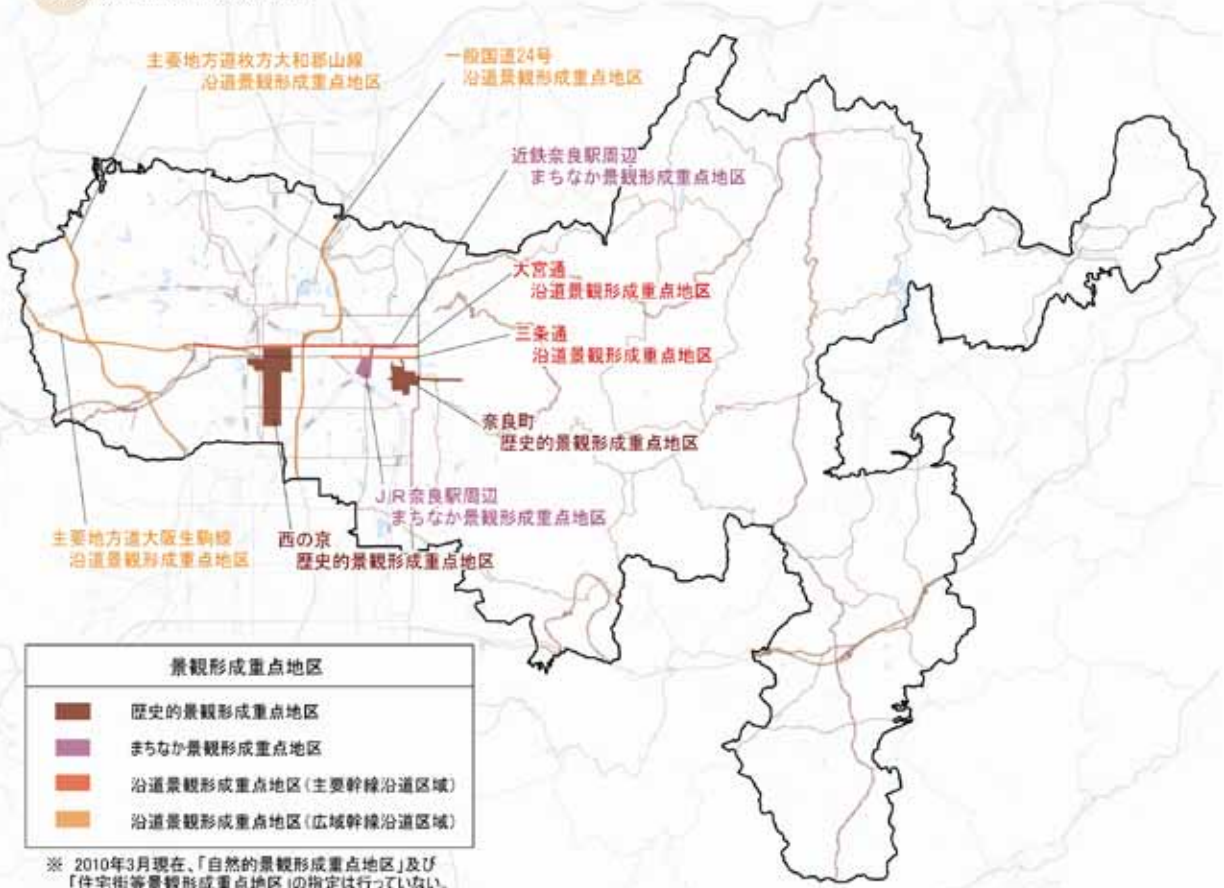 主要地方道枚方大和郡山線
沿道景観形成重点地区
一般国道24号
沿道景観形成重点地区
近鉄奈良駅周辺
まちなか景観形成重点地区
大宮通
沿道景観形成重点地区
三条通
沿道景観形成重点地区
奈良町
歴史的景観形成重点地区
JR奈良駅周辺
まちなか景観形成重点地区
主要地方道大阪生駒線
沿道景観形成重点地区
西の京
歴史的景観形成重点地区
景観形成重点地区
歴史的景観形成重点地区
まちなか景観形成重点地区
沿道景観形成重点地区(主要幹線沿道区域)
沿道景観形成重点地区(広域幹線沿道区域)
※ 2010年3月現在、「自然的景観形成重点地区」及び
「住宅街等景観形成重点地区」の指定は行っていない。